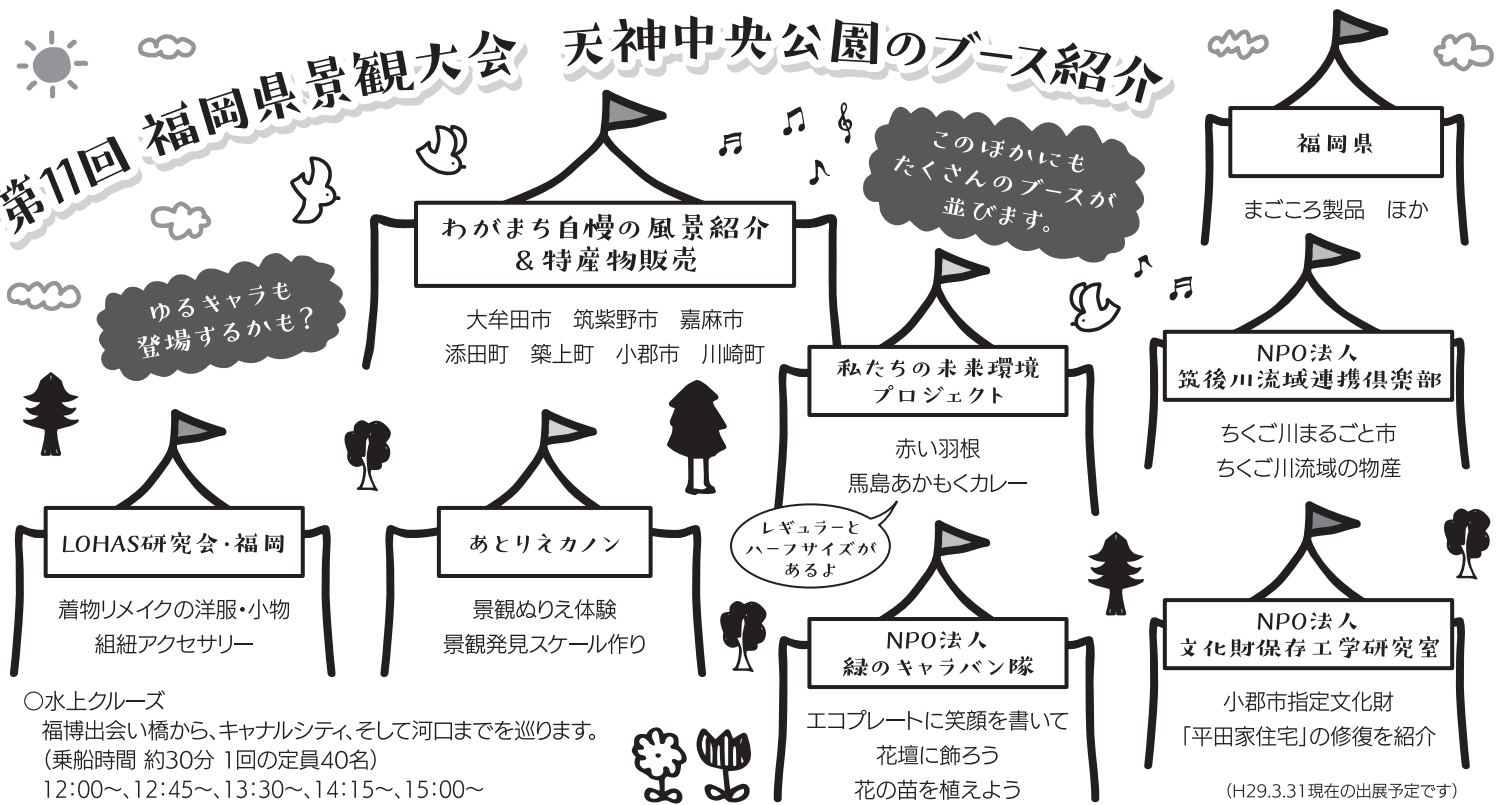 第11回 福岡県景観大会 天神中央公園のブース紹介
このほかにも
たくさんのブースが
並びます。
福岡県
まごころ製品 ほか
わがまち自慢の風景紹介
&特産物販売
大牟田市 筑紫野市 嘉麻市
添田町 築上町 小郡市 川崎町
ゆるキャラも
登場するかも?
私たちの未来環境
プロジェクト
赤い羽根
馬島あかもくカレー
レギュラーと
ハーフサイズが
あるよ
NPO法人
筑後川流域連携倶楽部
ちくご川まるごと市
ちくご川流域の物産
LOHAS研究会・福岡
着物リメイクの洋服・小物
組紐アクセサリー
あとりえカノン
景観ぬりえ体験
景観発見スケール作り
NPO法人
緑のキャラバン隊
エコプレートに笑顔を書いて
花壇に飾ろう
花の苗を植えよう
NPO法人
文化財保存工学研究室
小郡市指定文化財
「平田家住宅」の修復を紹介
○水上クルーズ
福博出会い橋から、キャナルシティ、そして河口までを巡ります。
(乗船時間 約30分 1回の定員40名)
12:00〜、12:45〜、13:30〜、14:15〜、15:00〜
(H29.3.31現在の出展予定です)